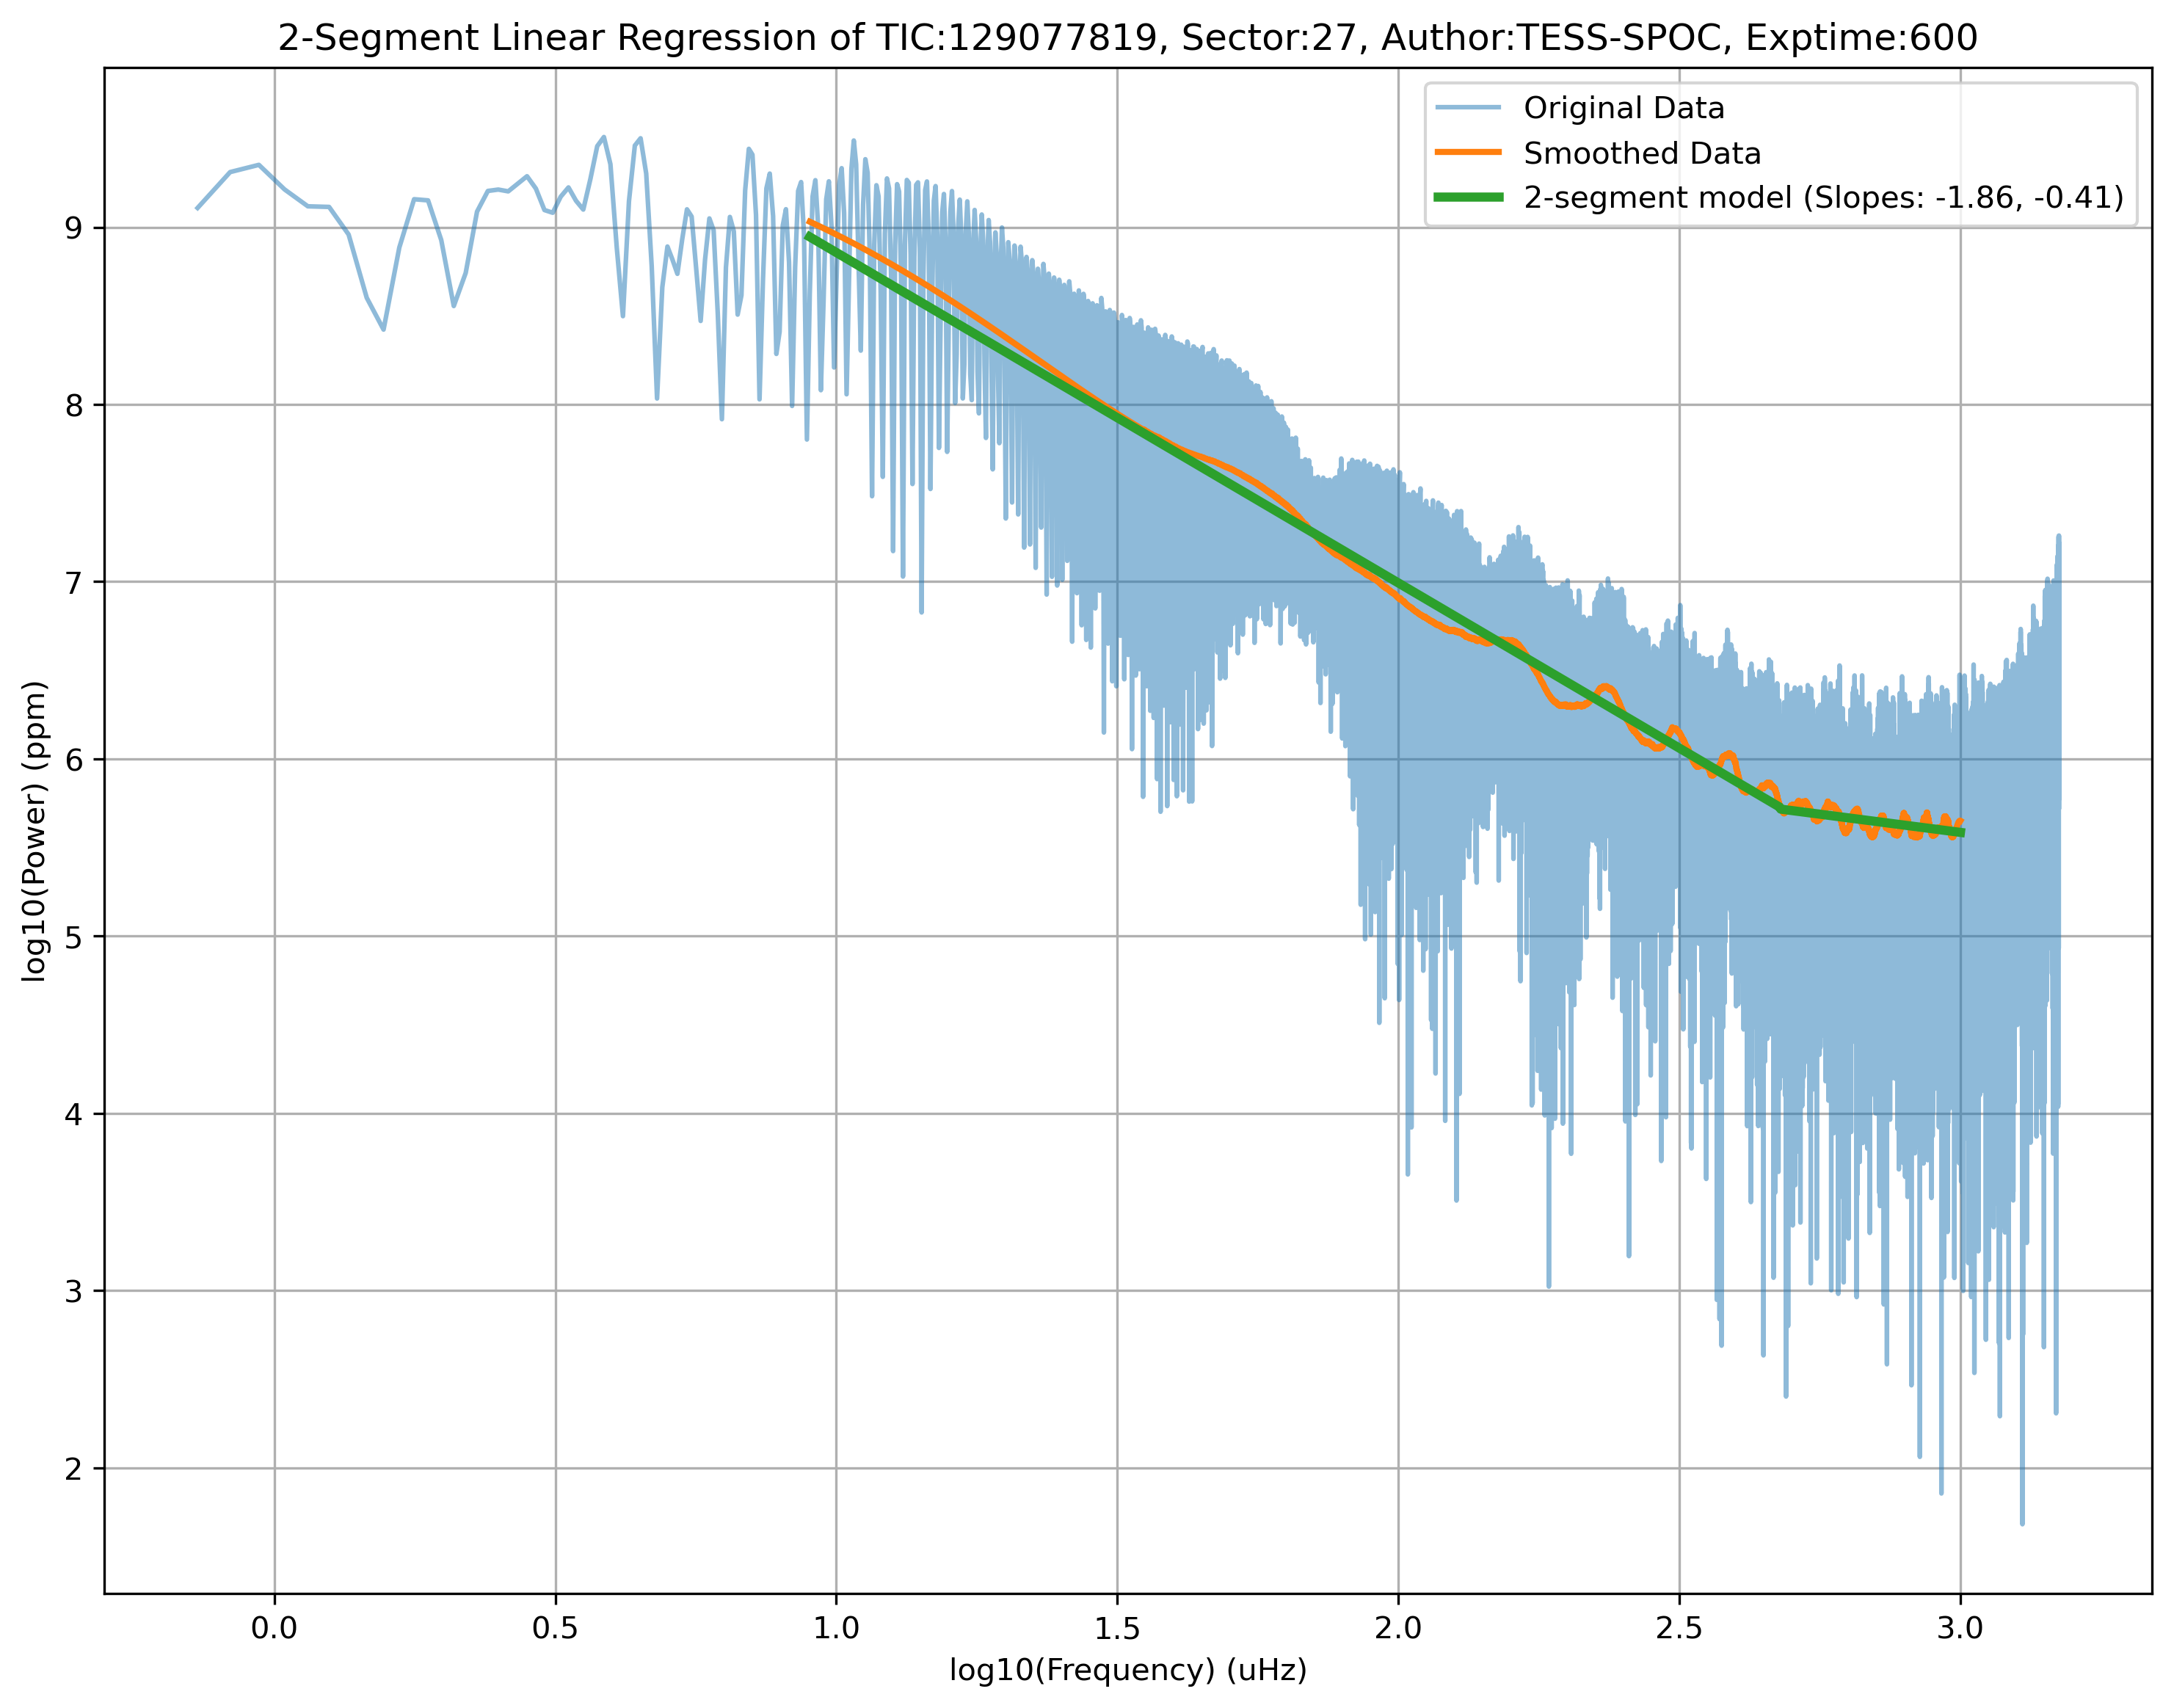 2-Segment Linear Regression of TIC:129077819, Sector:27, Author:TESS-SPOC, Exptime:600
Original Data
Smoothed Data
2-segment model (Slopes: -1.86, -0.41)
log10(Power) (ppm)
9
8
7
6
5
4
3
2
0.0 0.5 1.0 1.5 2.0 2.5 3.0
log10(Frequency) (uHz)